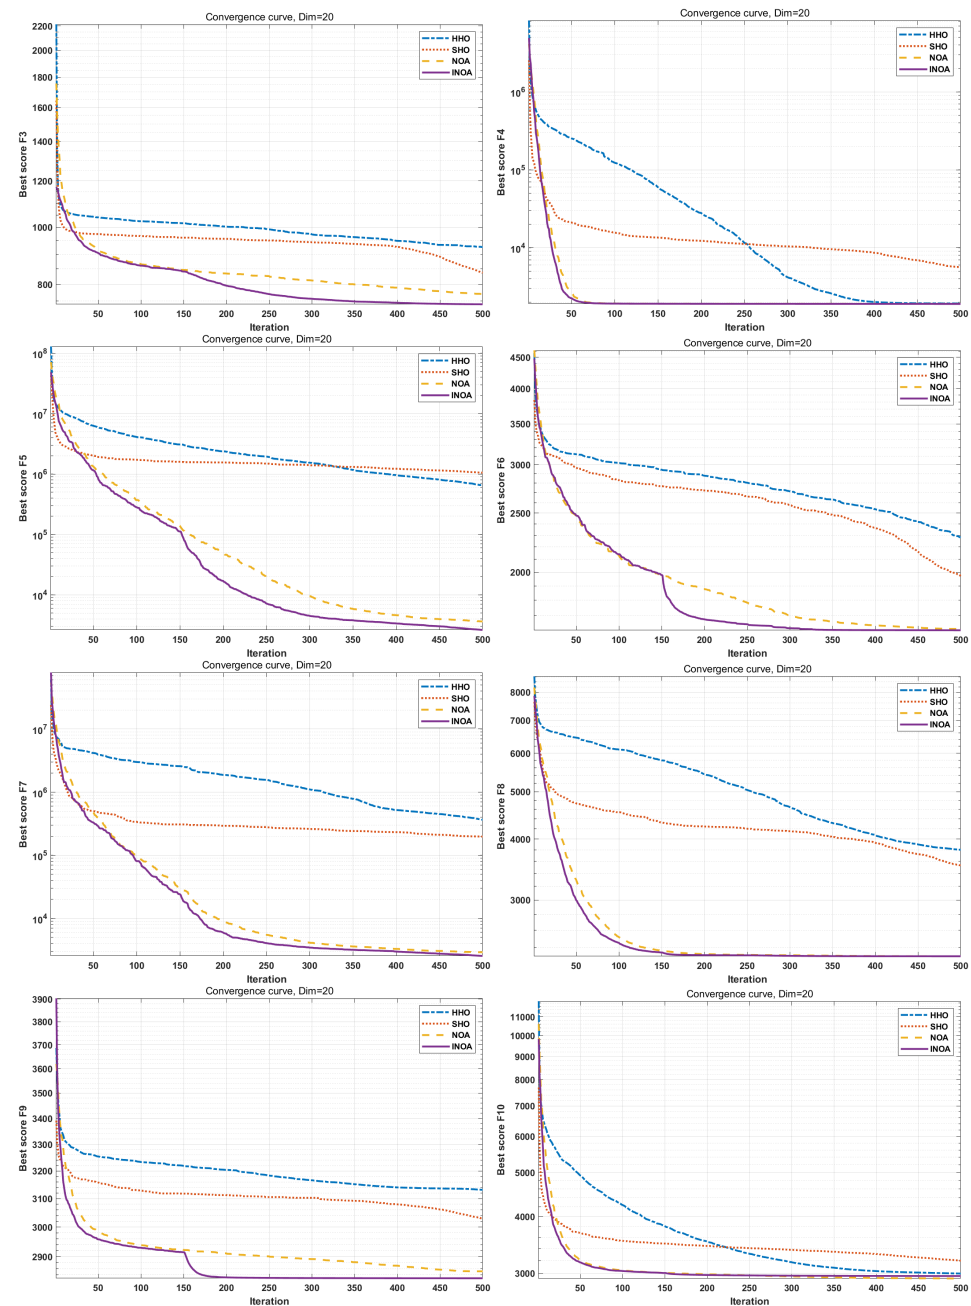 Convergence curve, Dim=20
Best score F3
2200
2000
1800
1600
1400
1200
1000
800
HHO
SHO
NOA
INOA
50 100 150 200 250 300 350 400 450 500
Iteration
Convergence curve, Dim=20
Best score F4
10^6
10^5
10^4
HHO
SHO
NOA
INOA
50 100 150 200 250 300 350 400 450 500
Iteration
Convergence curve, Dim=20
Best score F5
10^8
10^7
10^6
10^5
10^4
HHO
SHO
NOA
INOA
50 100 150 200 250 300 350 400 450 500
Iteration
Convergence curve, Dim=20
Best score F6
4500
4000
3500
3000
2500
2000
HHO
SHO
NOA
INOA
50 100 150 200 250 300 350 400 450 500
Iteration
Convergence curve, Dim=20
Best score F7
10^7
10^6
10^5
10^4
HHO
SHO
NOA
INOA
50 100 150 200 250 300 350 400 450 500
Iteration
Convergence curve, Dim=20
Best score F8
8000
7000
6000
5000
4000
3000
HHO
SHO
NOA
INOA
50 100 150 200 250 300 350 400 450 500
Iteration
Convergence curve, Dim=20
Best score F9
3900
3800
3700
3600
3500
3400
3300
3200
3100
3000
2900
HHO
SHO
NOA
INOA
50 100 150 200 250 300 350 400 450 500
Iteration
Convergence curve, Dim=20
Best score F10
11000
10000
9000
8000
7000
6000
5000
4000
3000
HHO
SHO
NOA
INOA
50 100 150 200 250 300 350 400 450 500
Iteration